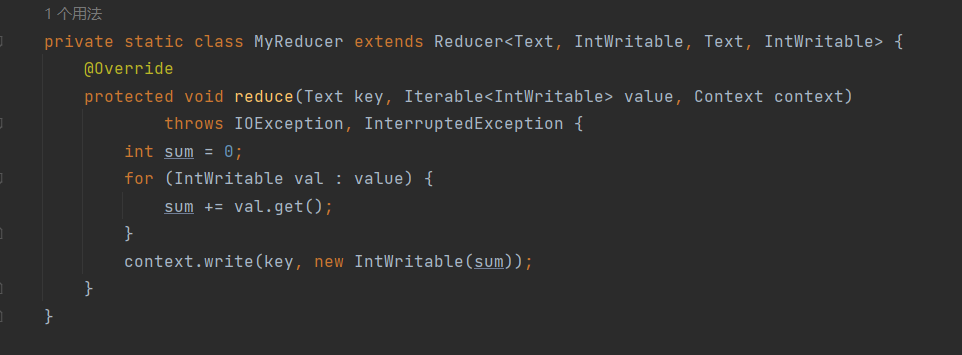 1 个用法
private static class MyReducer extends Reducer<Text, IntWritable, Text, IntWritable> {
    @Override
    protected void reduce(Text key, Iterable<IntWritable> value, Context context)
            throws IOException, InterruptedException {
        int sum = 0;
        for (IntWritable val : value) {
            sum += val.get();
        }
        context.write(key, new IntWritable(sum));
    }
}